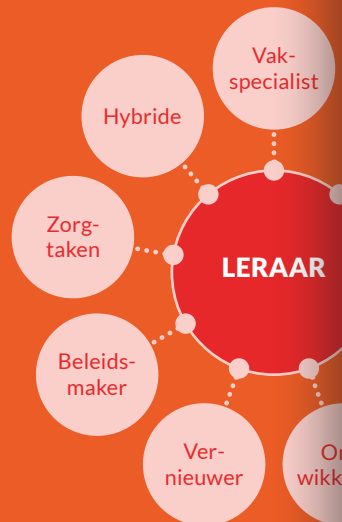 Vak-
specialist
Hybride
Zorg-
taken
LERAAR
Beleids-
maker
Ver-
nieuwer